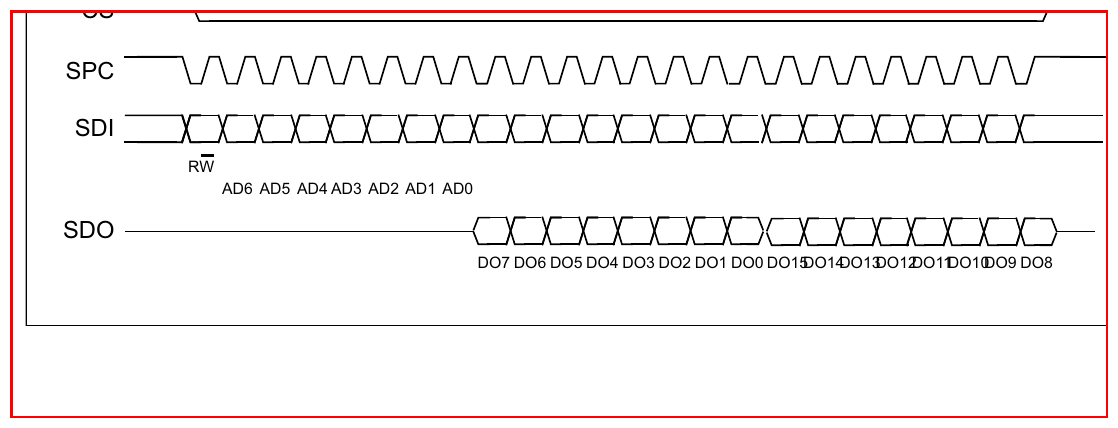 SPC
SDI
RW
AD6 AD5 AD4 AD3 AD2 AD1 AD0
SDO
DO7 DO6 DO5 DO4 DO3 DO2 DO1 DO0 DO15 DO14 DO13 DO12 DO11 DO10 DO9 DO8